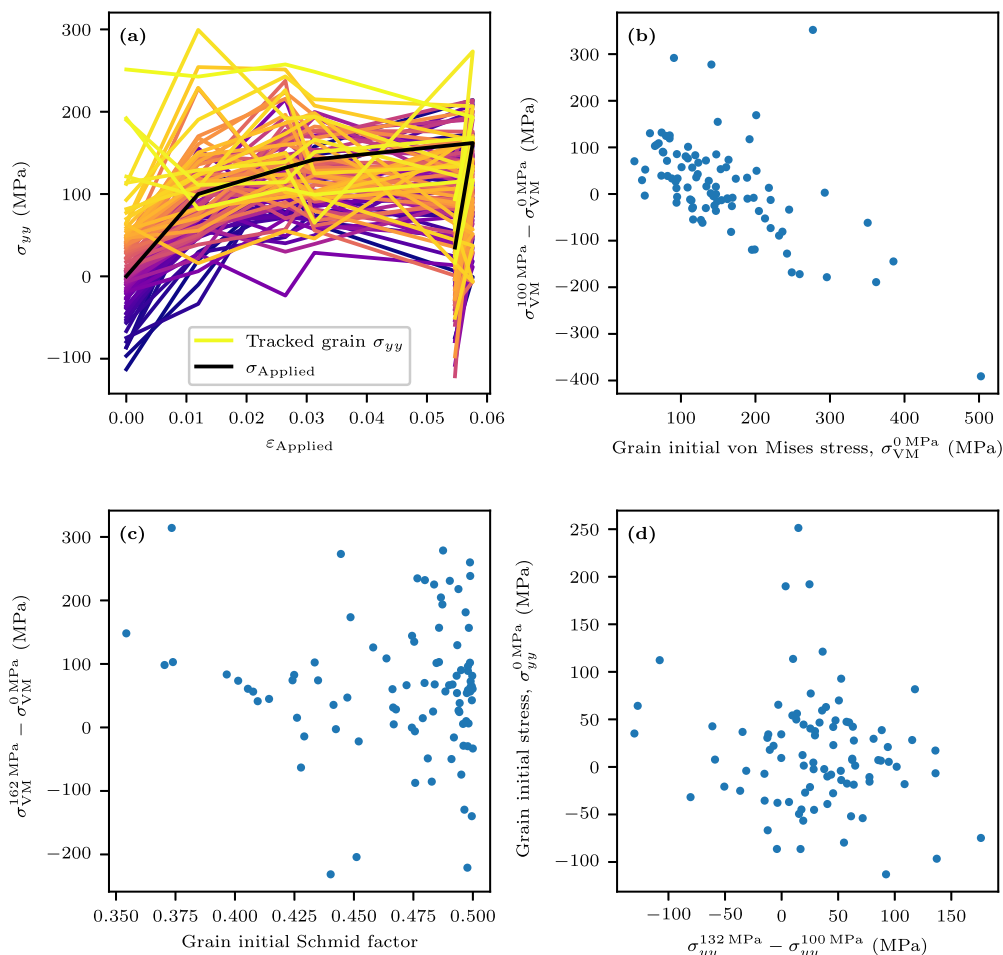 (a)
300
200
100
0
−100
σyy (MPa)
Tracked grain σyy
σApplied
0.00 0.01 0.02 0.03 0.04 0.05 0.06
εApplied
(b)
300
200
100
0
−100
−200
−300
−400
σ_VM^100 MPa − σ_VM^0 MPa (MPa)
100 200 300 400 500
Grain initial von Mises stress, σ_VM^0 MPa (MPa)
(c)
300
200
100
0
−100
−200
σ_VM^162 MPa − σ_VM^0 MPa (MPa)
0.350 0.375 0.400 0.425 0.450 0.475 0.500
Grain initial Schmid factor
(d)
250
200
150
100
50
0
−50
−100
Grain initial stress, σ_yy^0 MPa (MPa)
−100 −50 0 50 100 150
σ_yy^132 MPa − σ_yy^100 MPa (MPa)